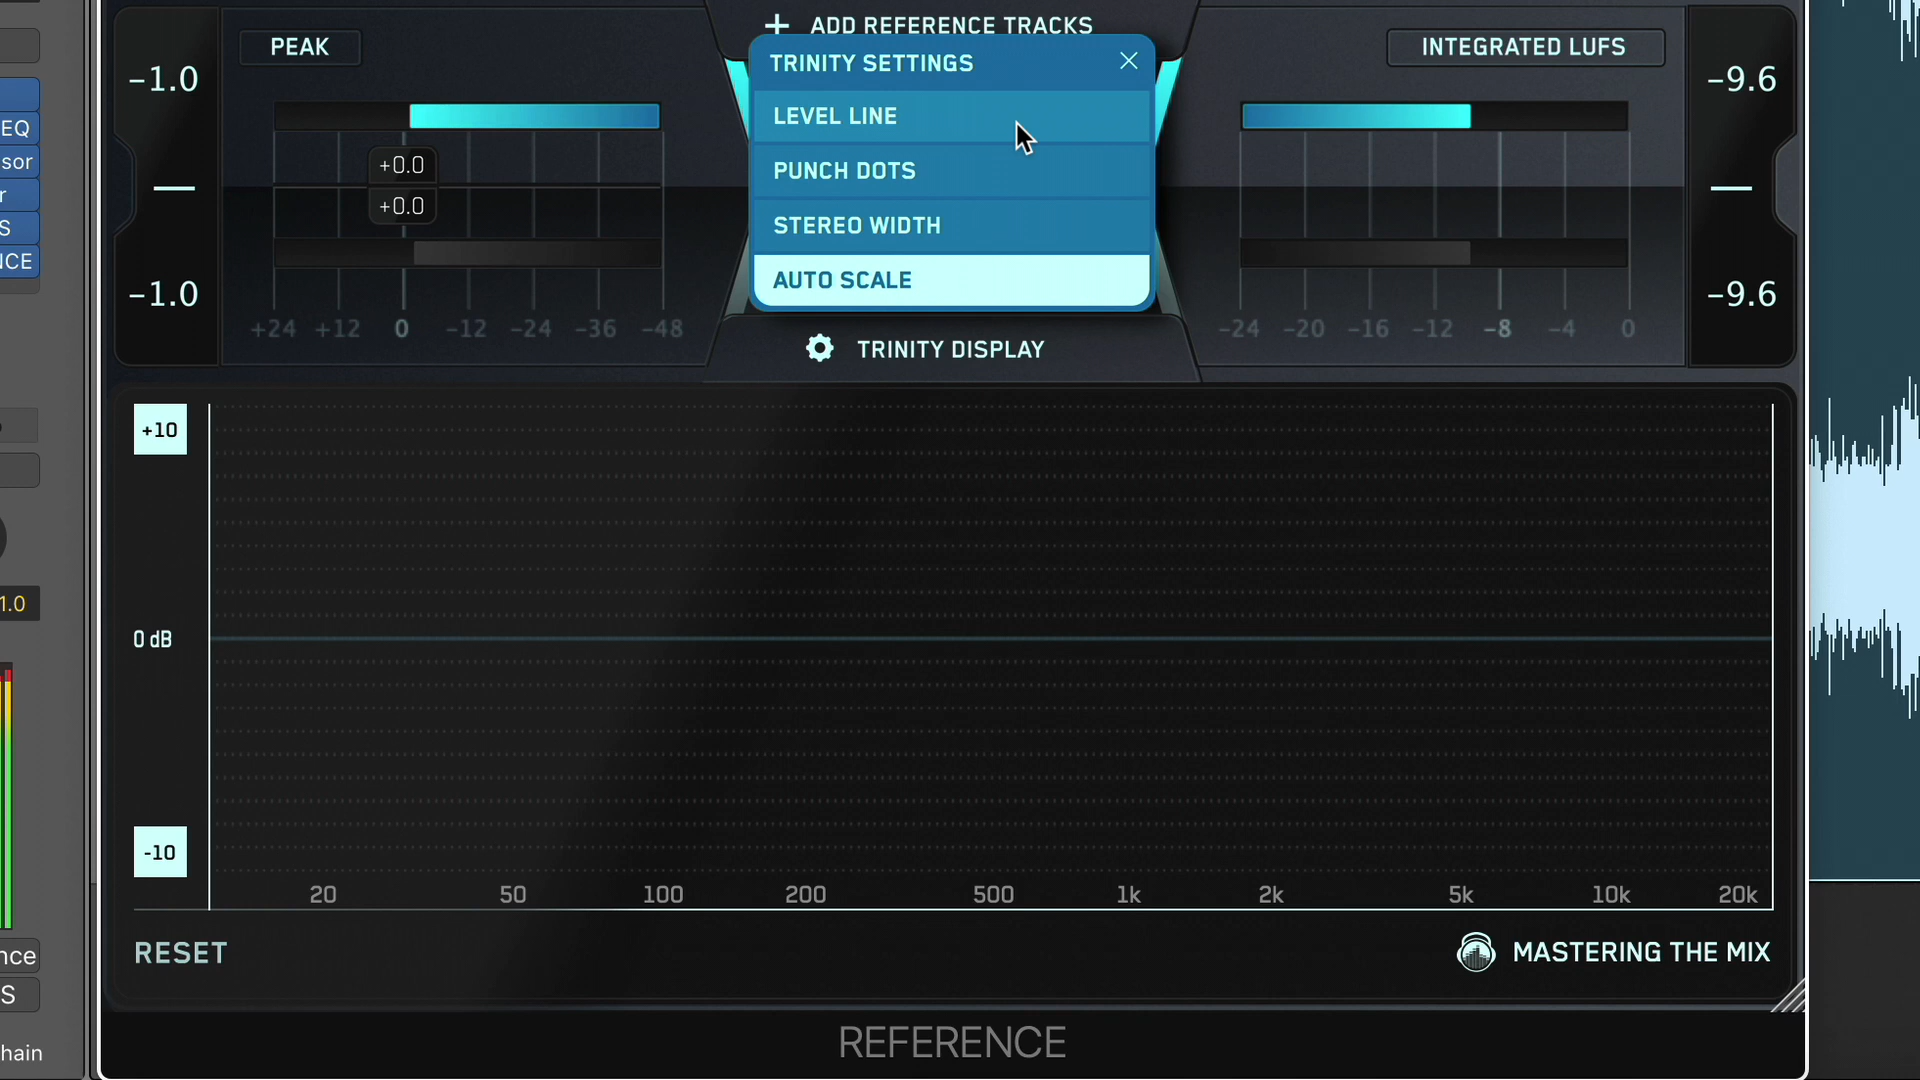 + ADD REFERENCE TRACKS
PEAK
TRINITY SETTINGS
INTEGRATED LUFS
-1.0
-9.6
LEVEL LINE
EQ
sor
+0.0
PUNCH DOTS
r
+0.0
STEREO WIDTH
S
NCE
AUTO SCALE
-1.0
-9.6
+24 +12 0 -12 -24 -36 -48
-24 -20 -16 -12 -8 -4 0
TRINITY DISPLAY
+10
1.0
0 dB
-10
20 50 100 200 500 1k 2k 5k 10k 20k
RESET
MASTERING THE MIX
nce
S
REFERENCE
hain